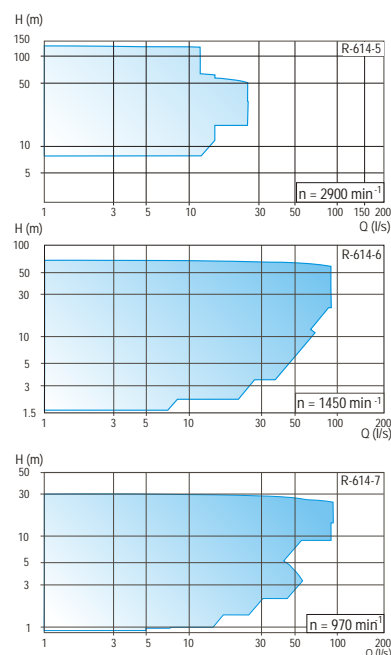 H (m)
150
R-614-5
100
50
10
5
n = 2900 min-1
1 3 5 10 30 50 100 150 200
Q (l/s)
H (m)
100
R-614-6
50
30
10
5
3
n = 1450 min-1
1.5
1 3 5 10 30 50 100 200
Q (l/s)
H (m)
50
R-614-7
30
10
5
3
n = 970 min1
1
1 3 5 10 30 50 100 200
Q (l/s)